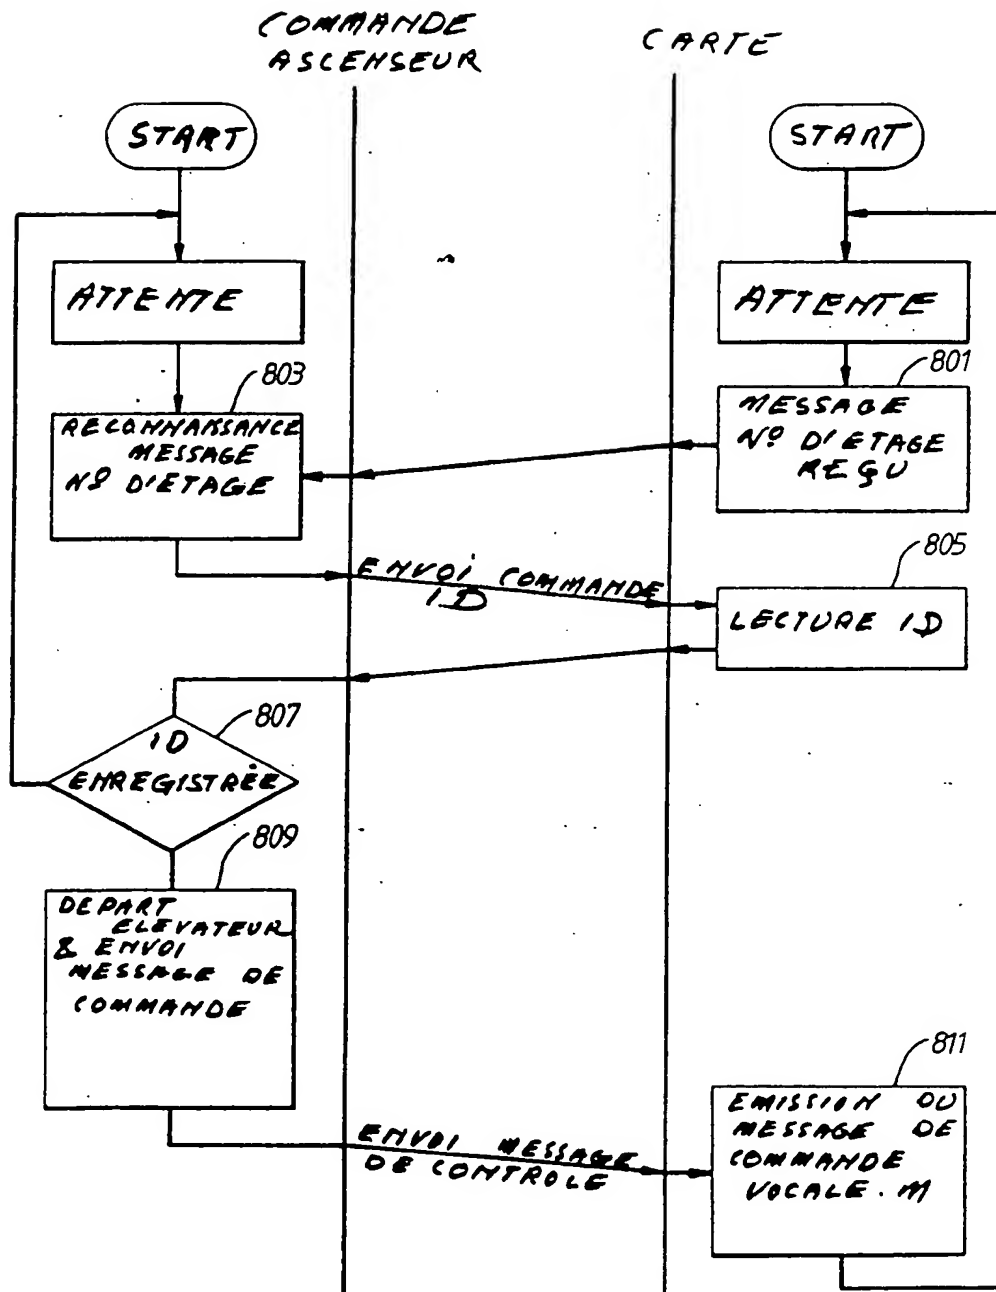 COMMANDE
ASCENSEUR
CARTE
START
START
ATTENTE
ATTENTE
803
801
RECONNAISSANCE
MESSAGE
Nº D'ETAGE
MESSAGE
Nº D'ETAGE
REÇU
ENVOI COMMANDE
ID
805
LECTURE ID
807
ID
ENREGISTRÉE
809
DEPART
ELEVATEUR
& ENVOI
MESSAGE DE
COMMANDE
811
EMISSION DU
MESSAGE DE
COMMANDE
VOCALE. M
ENVOI MESSAGE
DE CONTROLE